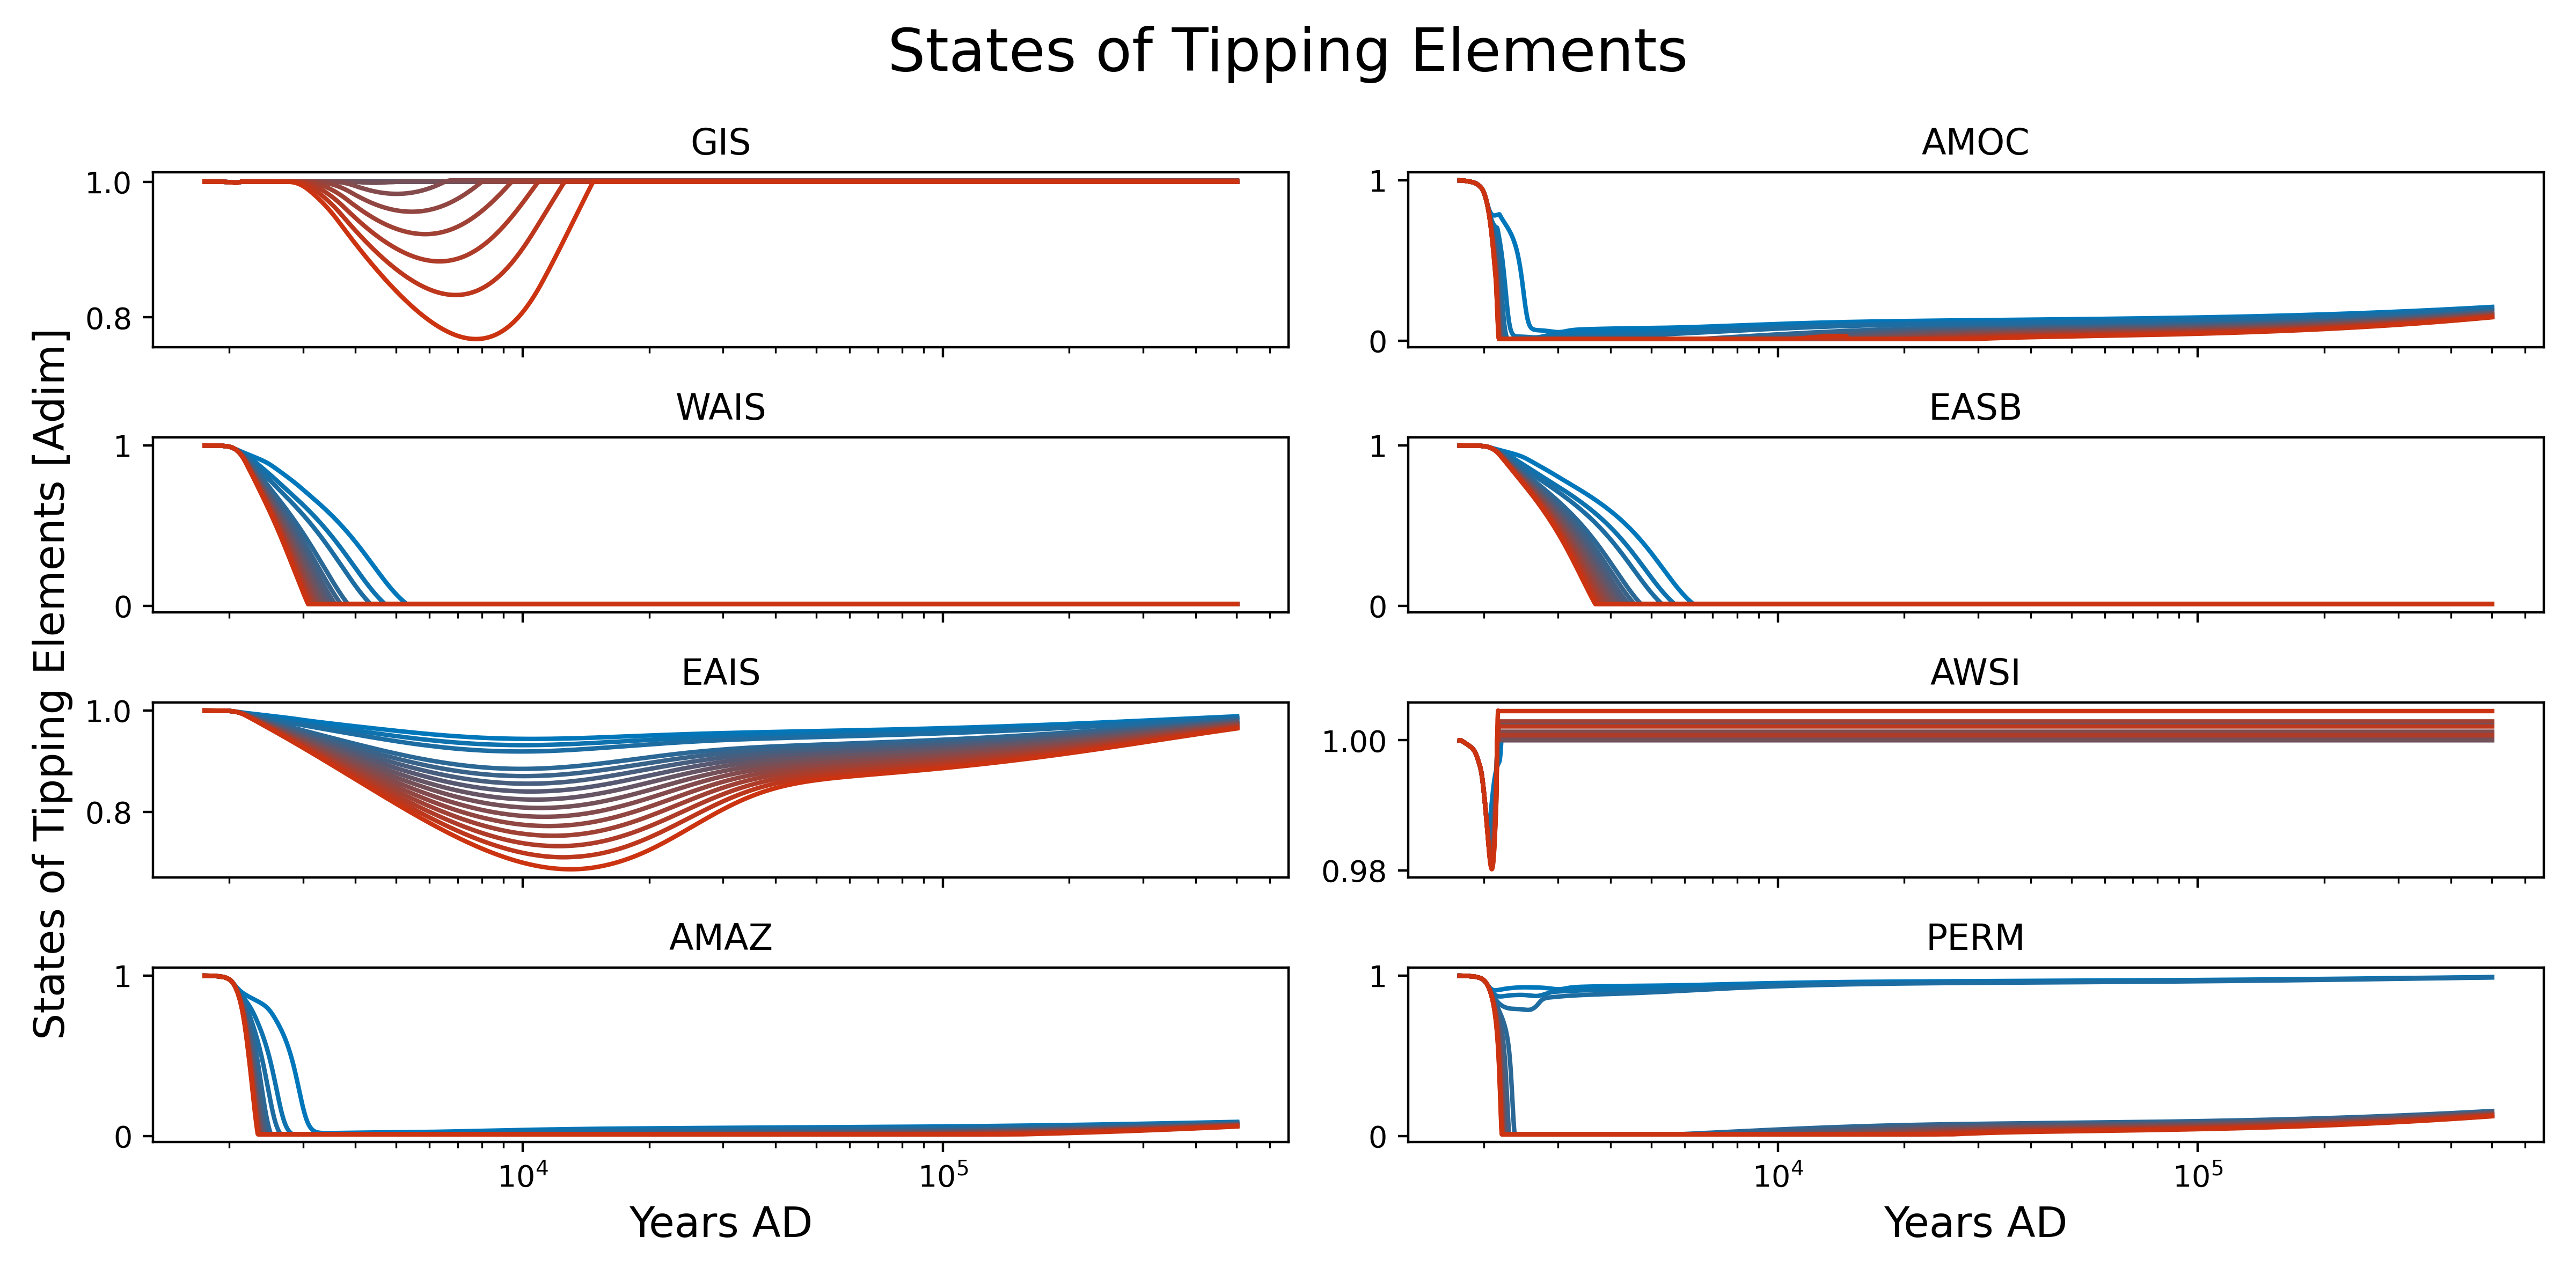 States of Tipping Elements
GIS
AMOC
1.0
0.8
1
0
WAIS
EASB
1
0
1
0
EAIS
AWSI
1.0
0.8
1.00
0.98
AMAZ
PERM
1
0
1
0
10⁴
10⁵
10⁴
10⁵
Years AD
Years AD
States of Tipping Elements [Adim]